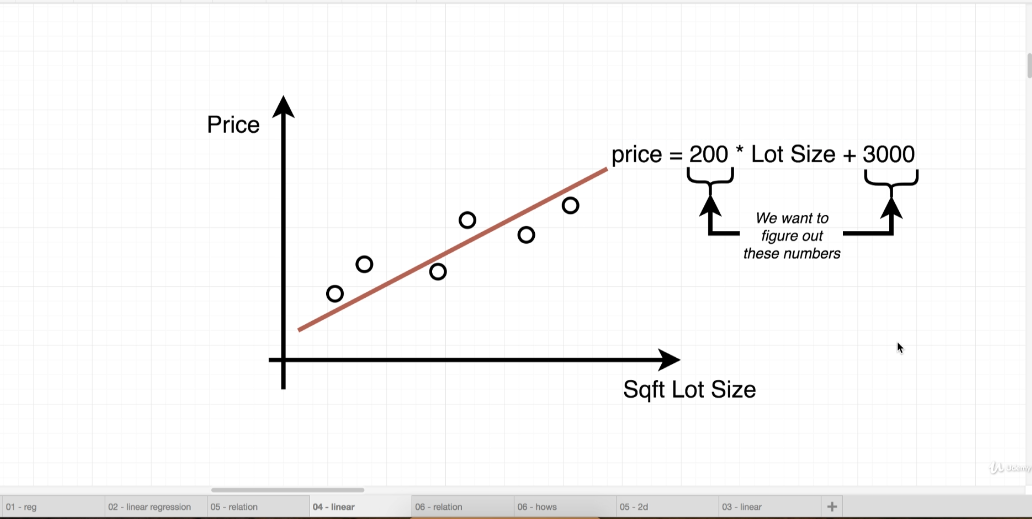 Price
price = 200 * Lot Size + 3000
We want to
figure out
these numbers
Sqft Lot Size
Udemy
01 - reg
02 - linear regression
05 - relation
04 - linear
06 - relation
06 - hows
05 - 2d
03 - linear
+